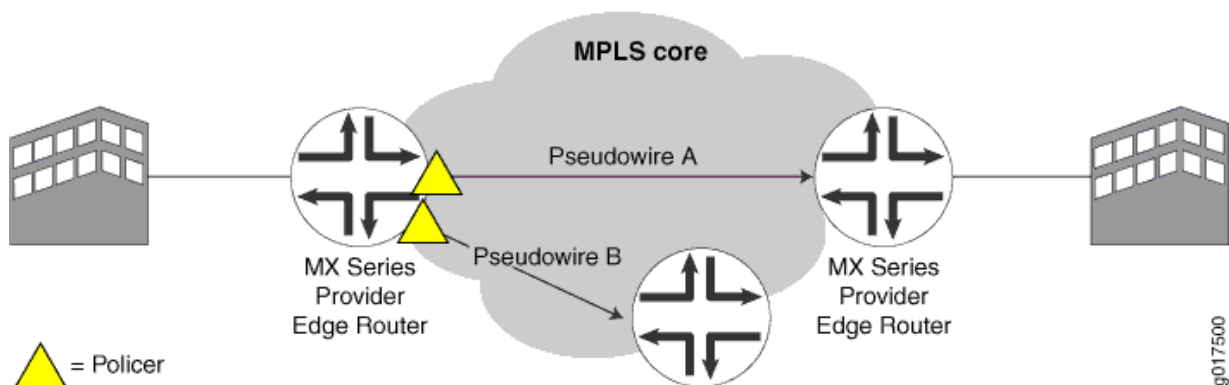 MPLS core
Pseudowire A
Pseudowire B
MX Series
Provider
Edge Router
MX Series
Provider
Edge Router
= Policer
g017500